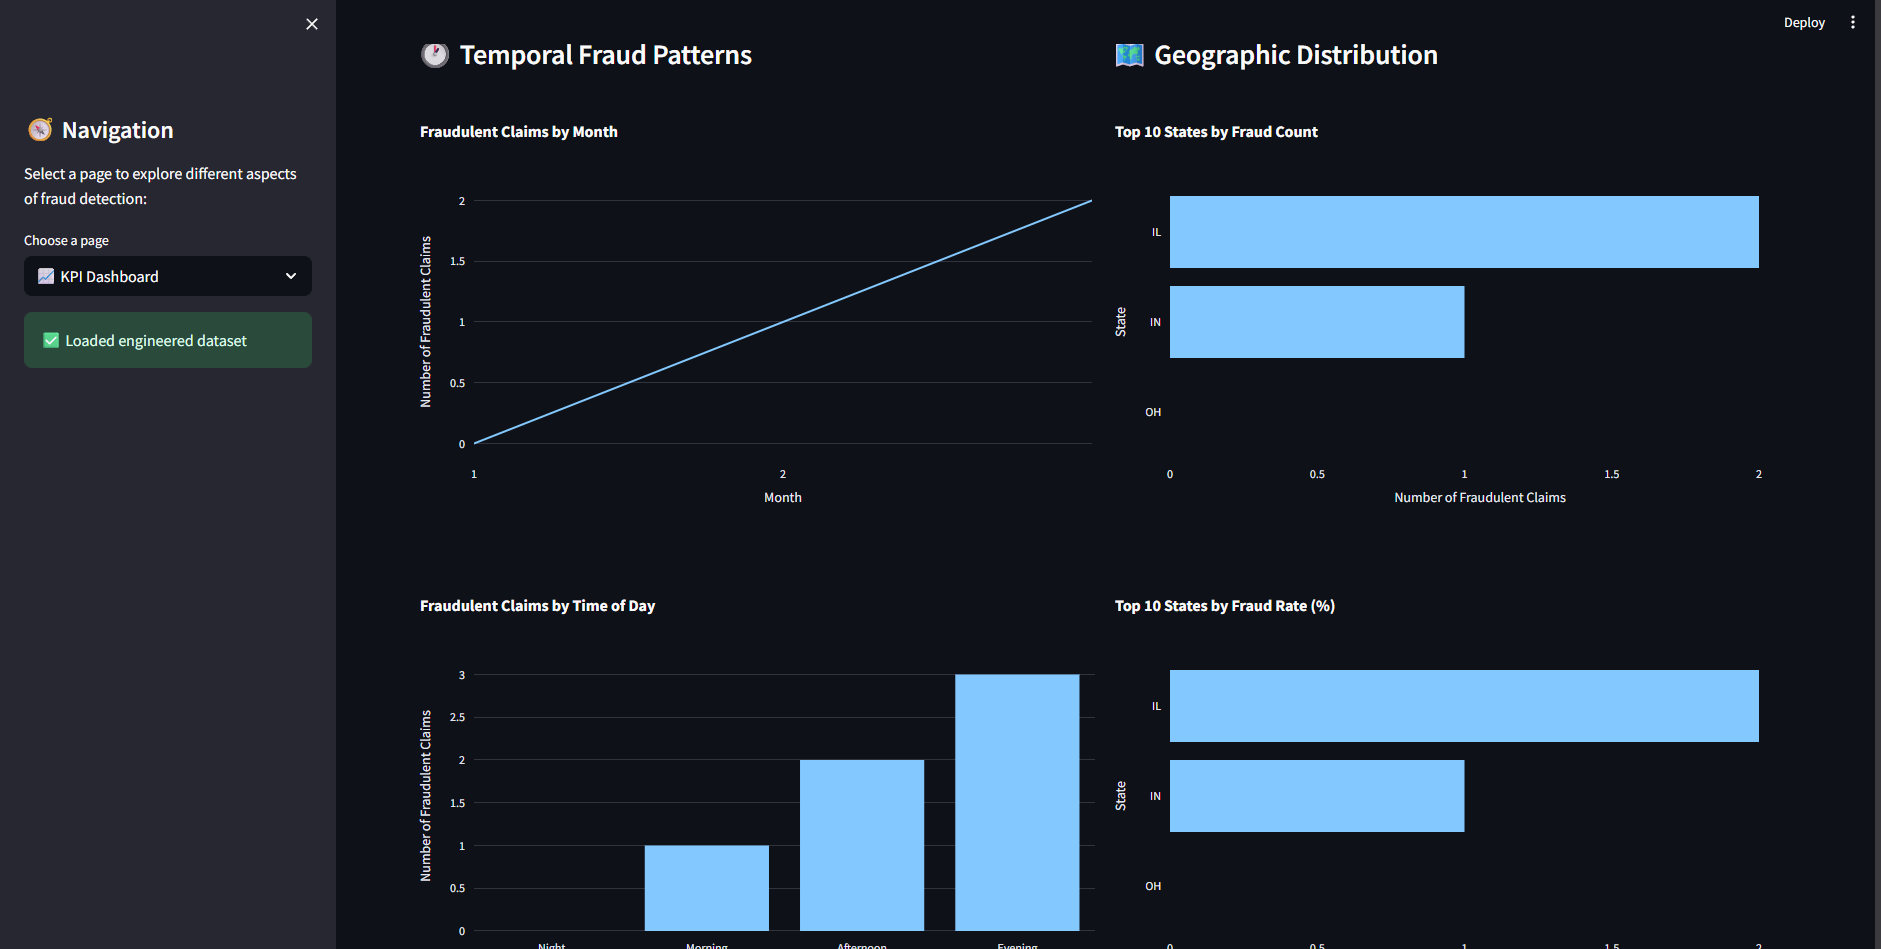 Deploy
Navigation
Select a page to explore different aspects
of fraud detection:
Choose a page
KPI Dashboard
Loaded engineered dataset
Temporal Fraud Patterns
Fraudulent Claims by Month
Number of Fraudulent Claims
2
1.5
1
0.5
0
1 2
Month
Geographic Distribution
Top 10 States by Fraud Count
State
IL
IN
OH
0 0.5 1 1.5 2
Number of Fraudulent Claims
Fraudulent Claims by Time of Day
Number of Fraudulent Claims
3
2.5
2
1.5
1
0.5
0
Night Morning Afternoon Evening
Top 10 States by Fraud Rate (%)
State
IL
IN
OH
0 0.5 1 1.5 2